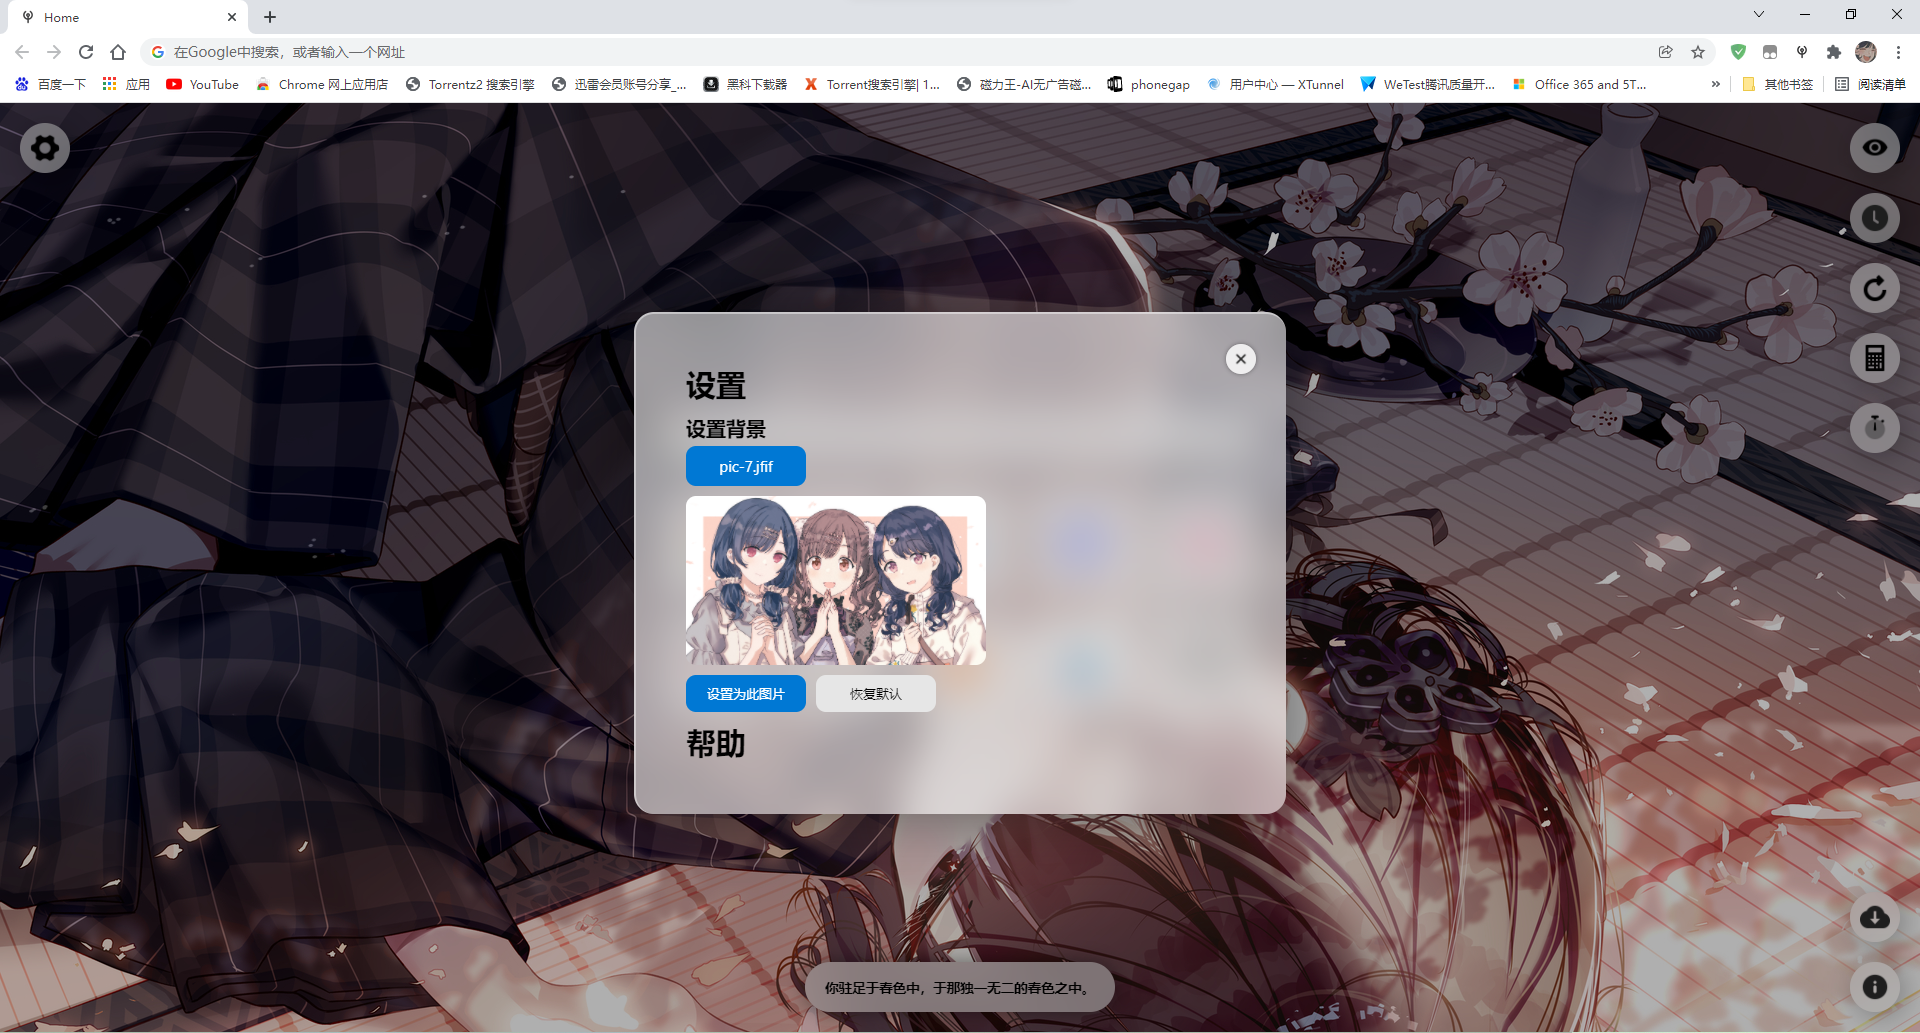 Home
在Google中搜索，或者输入一个网址
百度一下
应用
YouTube
Chrome 网上应用店
Torrentz2 搜索引擎
迅雷会员账号分享_...
黑科下载器
Torrent搜索引擎| 1...
磁力王-AI无广告磁...
phonegap
用户中心 — XTunnel
WeTest腾讯质量开...
Office 365 and 5T...
»
其他书签
阅读清单
设置
设置背景
pic-7.jfif
设置为此图片
恢复默认
帮助
你驻足于春色中，于那独一无二的春色之中。